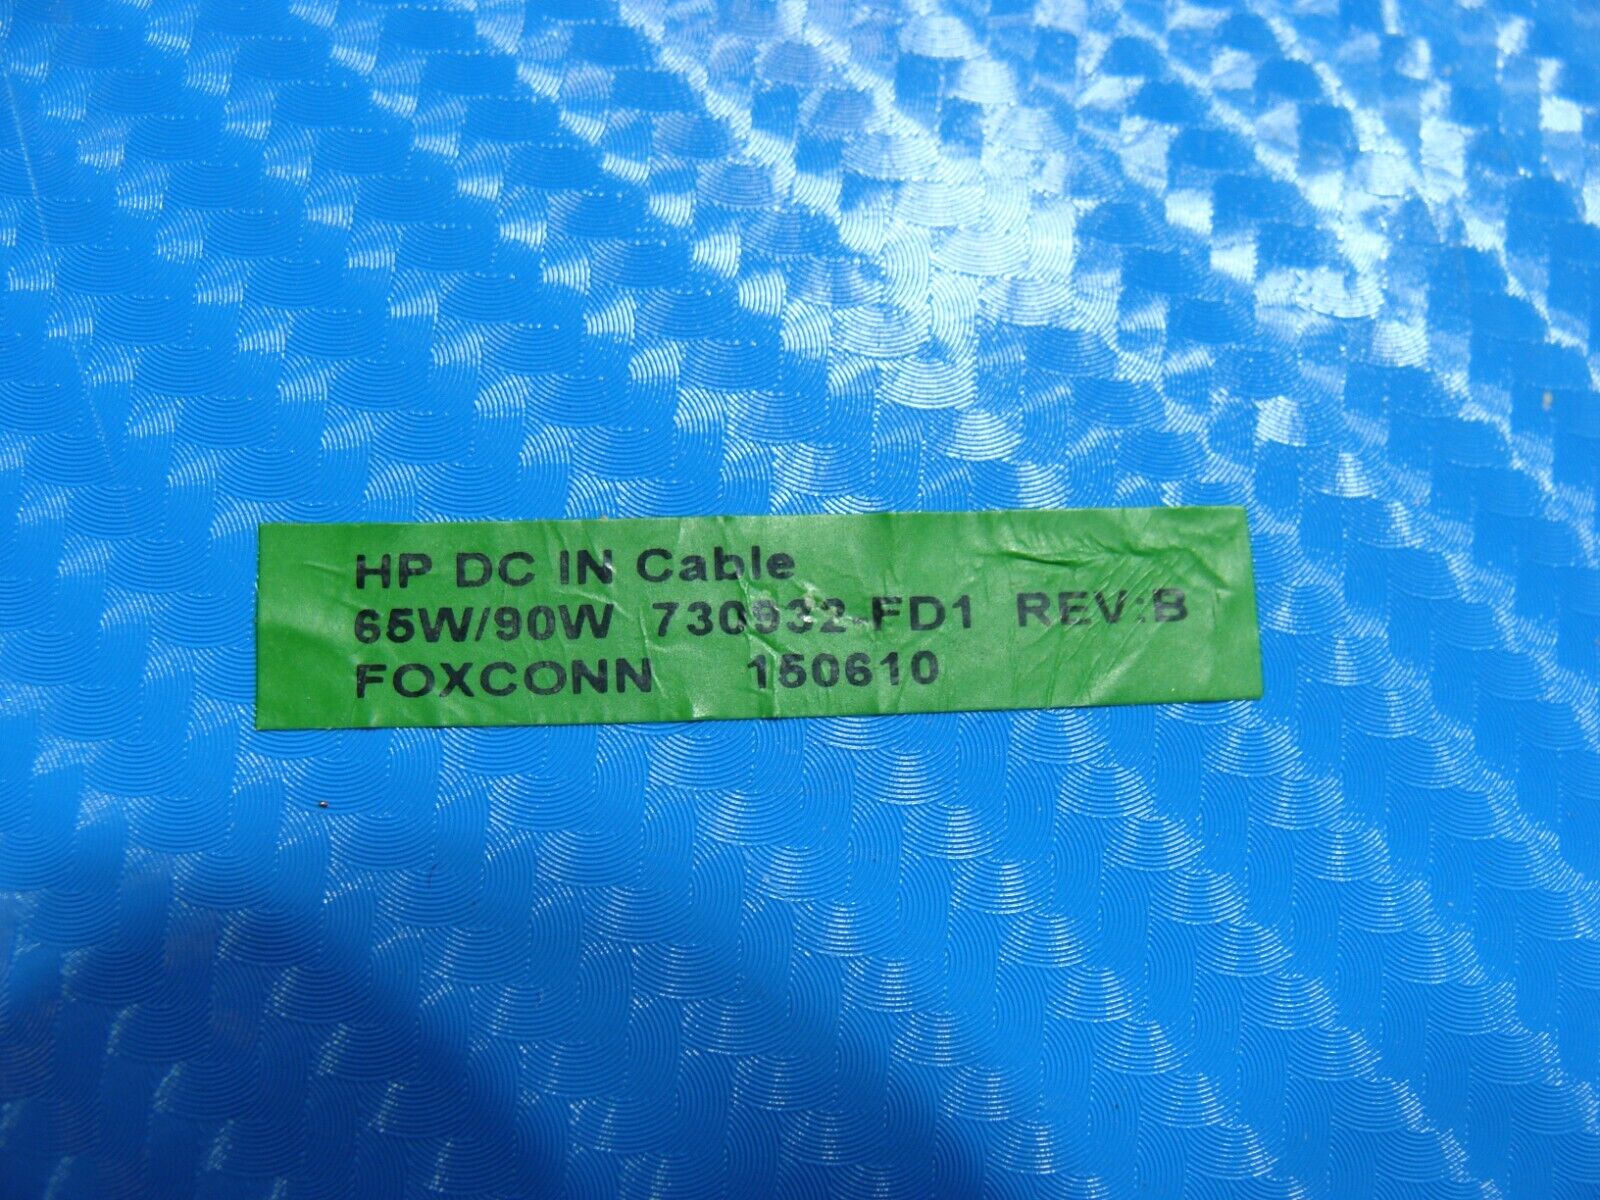 HP DC IN Cable
65W/90W 730932-FD1 REV:B
FOXCONN 150610